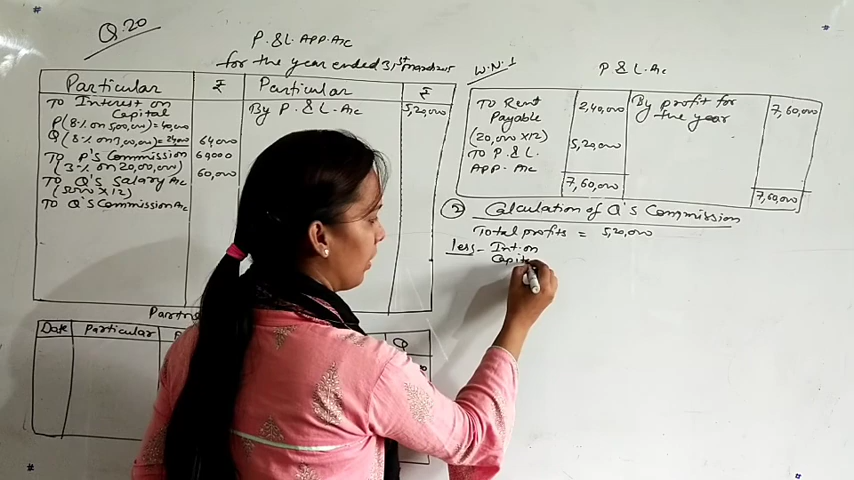 Q.20
P.&L. APP. A/c
for the year ended 31st march 2015
Particular ₹ Particular ₹
To Interest on By P.&L. A/c 5,20,000
Capital
P(8% on 5,00,000) = 40,000
Q(8% on 3,00,000) = 24,000 64,000
To P's Commission 60,000
(3% on 20,00,000) 60,000
To Q's Salary A/c
(5000 x 12)
To Q's Commission A/c
Date Particular Q
W.N.1
P & L. A/c
To Rent 2,40,000 By profit for 7,60,000
Payable the year
(20,000 x 12)
To P.&L. 5,20,000
APP. A/c
7,60,000 7,60,000
② Calculation of Q's Commission
Total profits = 5,20,000
less - Int. on